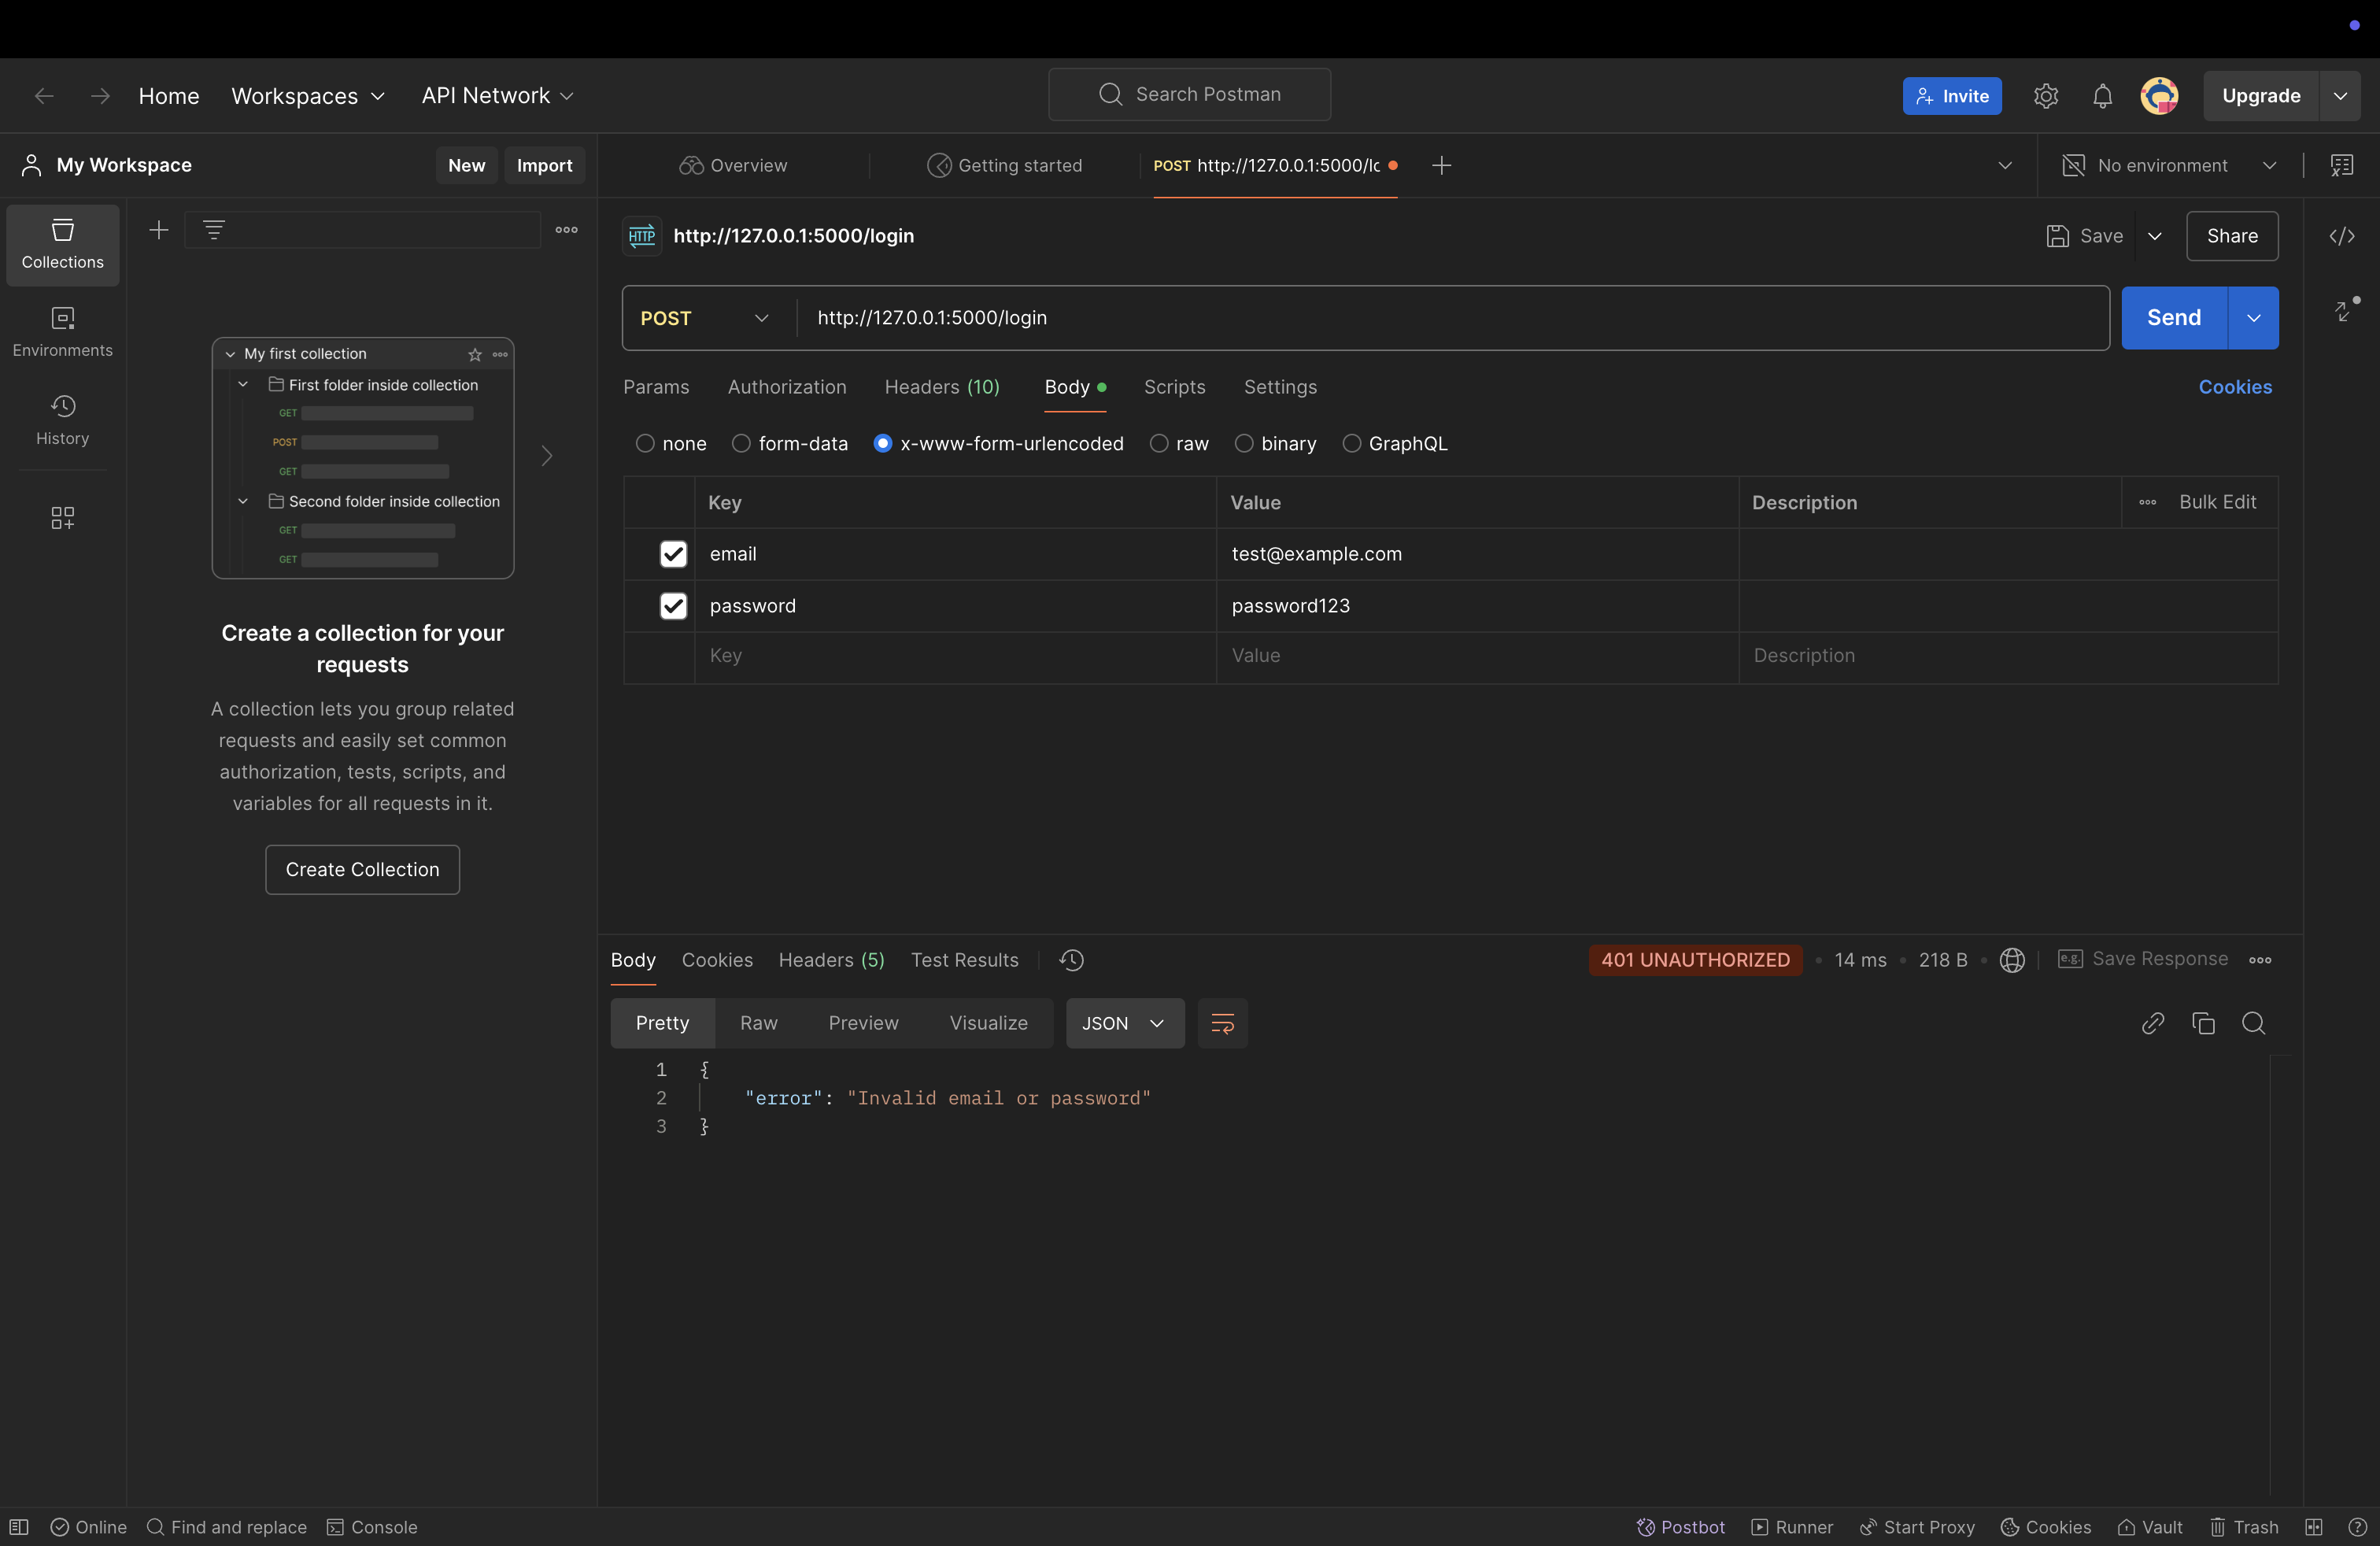 Home
Workspaces
API Network
Search Postman
Invite
Upgrade
My Workspace
New
Import
Overview
Getting started
POST http://127.0.0.1:5000/lc
No environment
Collections
Environments
History
My first collection
First folder inside collection
GET
POST
GET
Second folder inside collection
GET
GET
Create a collection for your
requests
A collection lets you group related
requests and easily set common
authorization, tests, scripts, and
variables for all requests in it.
Create Collection
HTTP http://127.0.0.1:5000/login
Save
Share
POST
http://127.0.0.1:5000/login
Send
Params
Authorization
Headers (10)
Body
Scripts
Settings
Cookies
none
form-data
x-www-form-urlencoded
raw
binary
GraphQL
Key Value Description Bulk Edit
email test@example.com
password password123
Key Value Description
Body
Cookies
Headers (5)
Test Results
401 UNAUTHORIZED
14 ms
218 B
e.g. Save Response
Pretty
Raw
Preview
Visualize
JSON
1 {
2 "error": "Invalid email or password"
3 }
Online
Find and replace
Console
Postbot
Runner
Start Proxy
Cookies
Vault
Trash